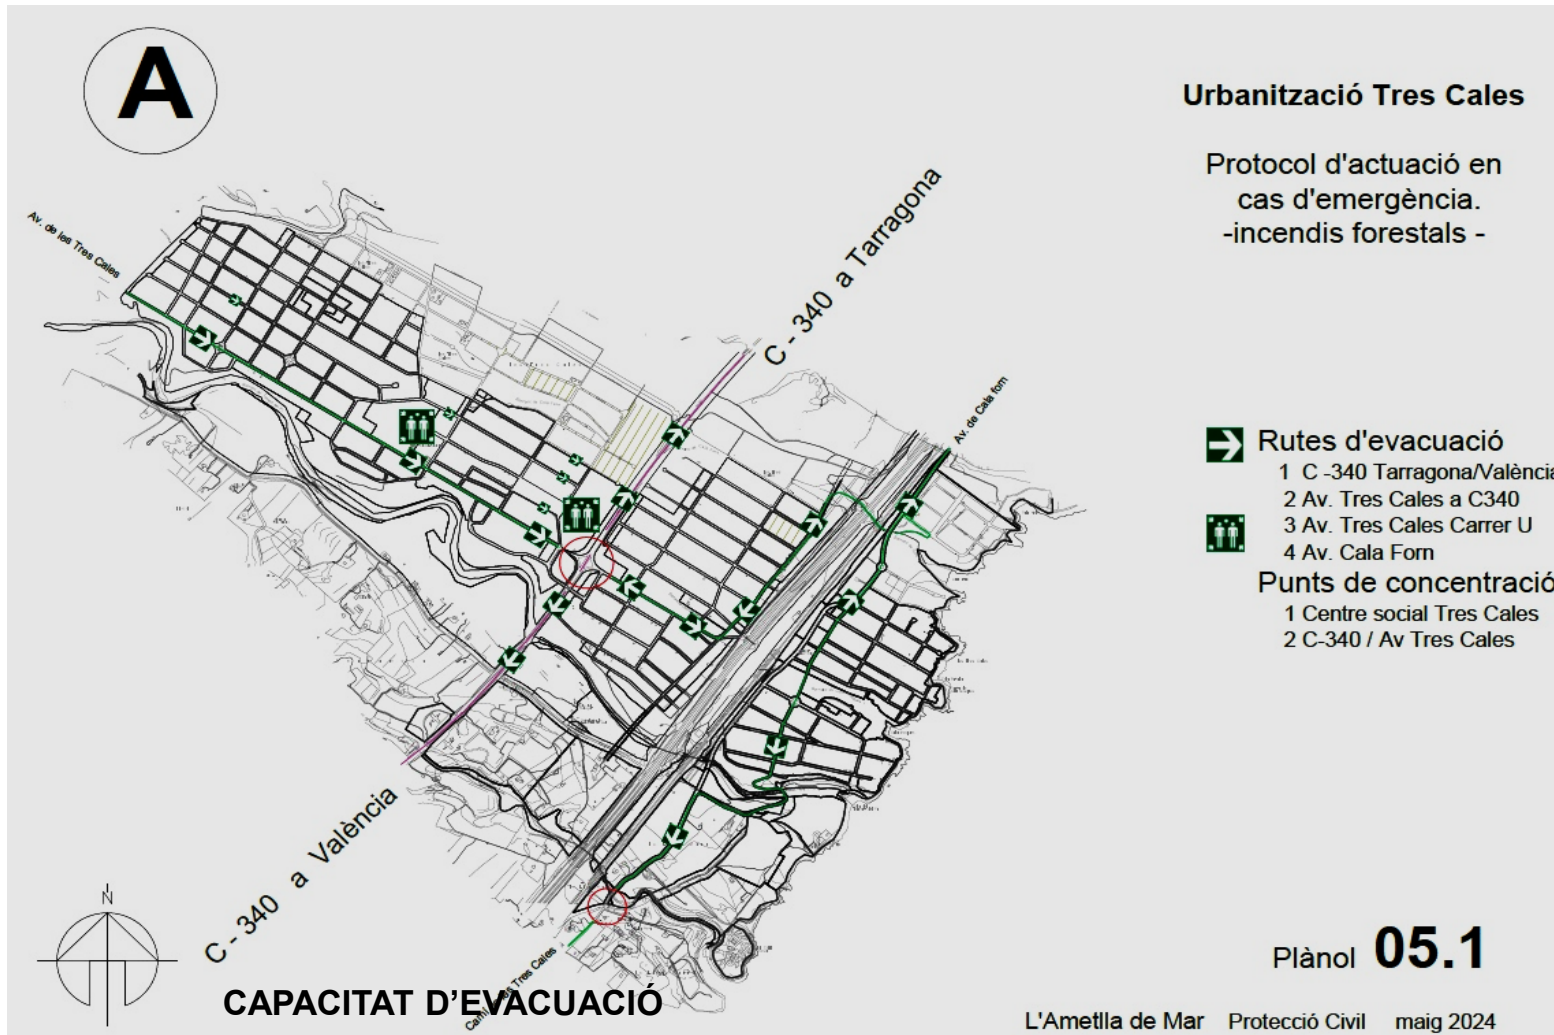 A
Urbanització Tres Cales
Protocol d'actuació en
cas d'emergència.
-incendis forestals -
Av. de les Tres Cales
C - 340 a Tarragona
Av. de Cala forn
Rutes d'evacuació
1 C -340 Tarragona/València
2 Av. Tres Cales a C340
3 Av. Tres Cales Carrer U
4 Av. Cala Forn
Punts de concentració
1 Centre social Tres Cales
2 C-340 / Av Tres Cales
C - 340 a València
N
Tres Cales
CAPACITAT D'EVACUACIÓ
Plànol 05.1
L'Ametlla de Mar Protecció Civil maig 2024